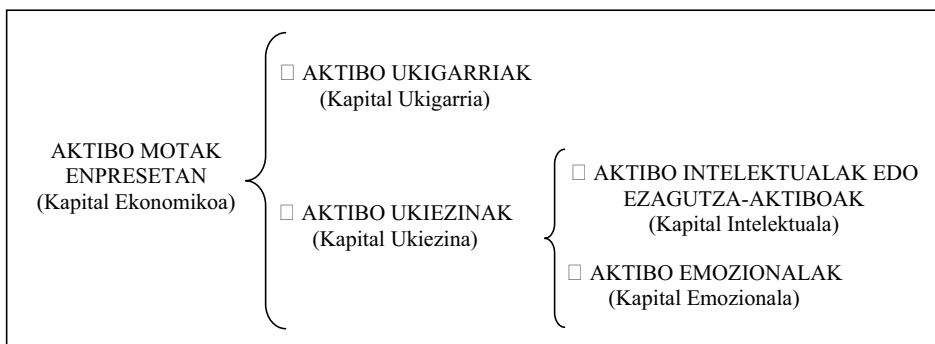 AKTIBO MOTAK
ENPRESETAN
(Kapital Ekonomikoa)
□ AKTIBO UKIGARRIAK
(Kapital Ukigarria)
□ AKTIBO UKIEZINAK
(Kapital Ukiezina)
□ AKTIBO INTELEKTUALAK EDO
EZAGUTZA-AKTIBOAK
(Kapital Intelektuala)
□ AKTIBO EMOZIONALAK
(Kapital Emozionala)